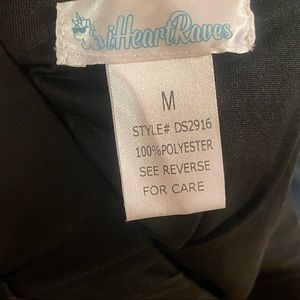 iHeartRaves
M
STYLE# DS2916
100%POLYESTER
SEE REVERSE
FOR CARE